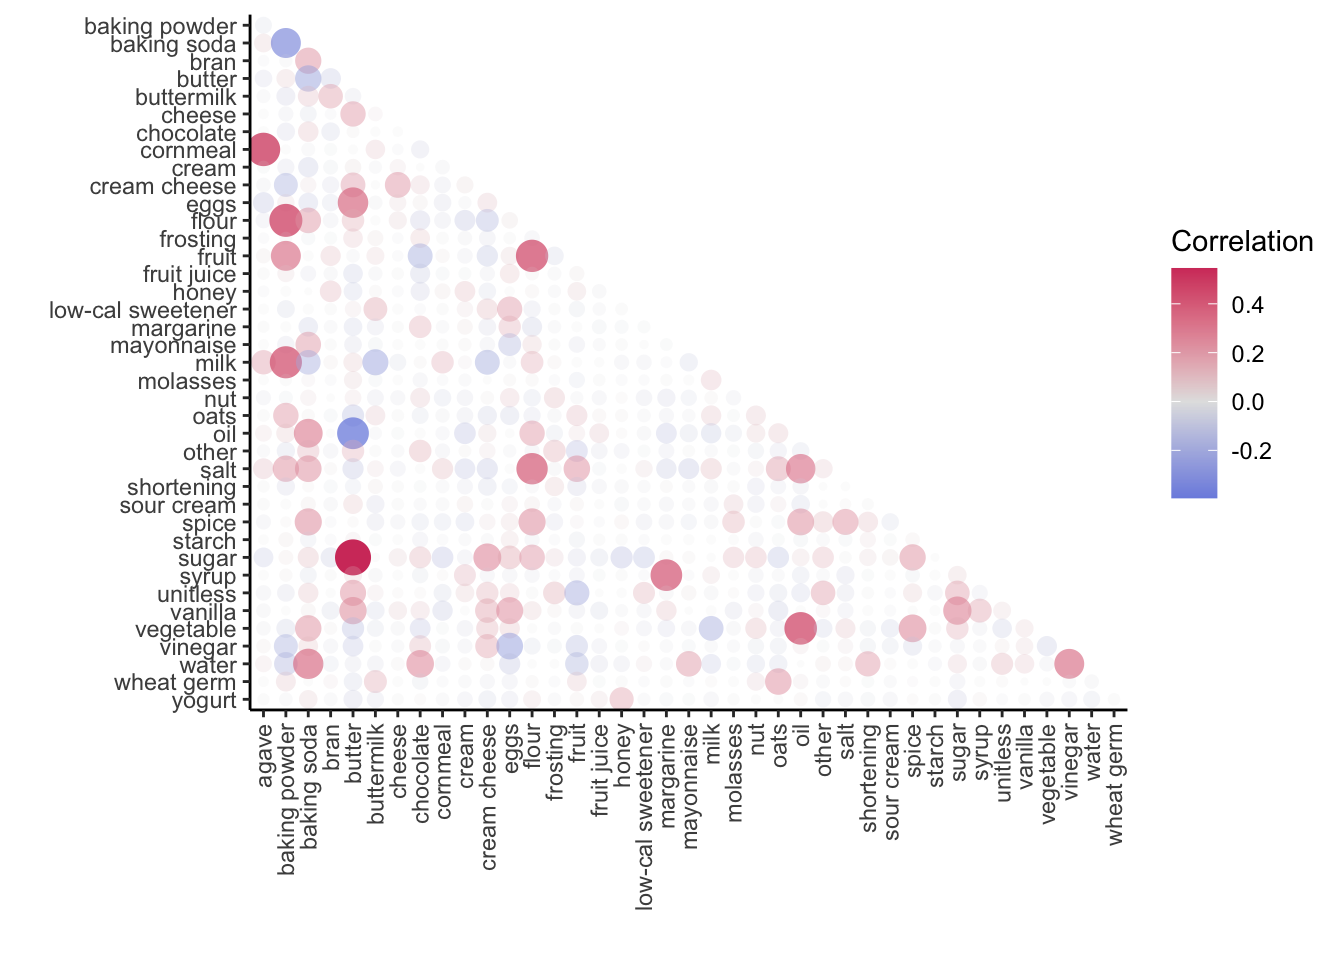 baking powder
baking soda
bran
butter
buttermilk
cheese
chocolate
cornmeal
cream
cream cheese
eggs
flour
frosting
fruit
fruit juice
honey
low-cal sweetener
margarine
mayonnaise
milk
molasses
nut
oats
oil
other
salt
shortening
sour cream
spice
starch
sugar
syrup
unitless
vanilla
vegetable
vinegar
water
wheat germ
yogurt
agave
baking powder
baking soda
bran
butter
buttermilk
cheese
chocolate
cornmeal
cream
cream cheese
eggs
flour
frosting
fruit
fruit juice
honey
low-cal sweetener
margarine
mayonnaise
milk
molasses
nut
oats
oil
other
salt
shortening
sour cream
spice
starch
sugar
syrup
unitless
vanilla
vegetable
vinegar
water
wheat germ
Correlation
0.4
0.2
0.0
-0.2